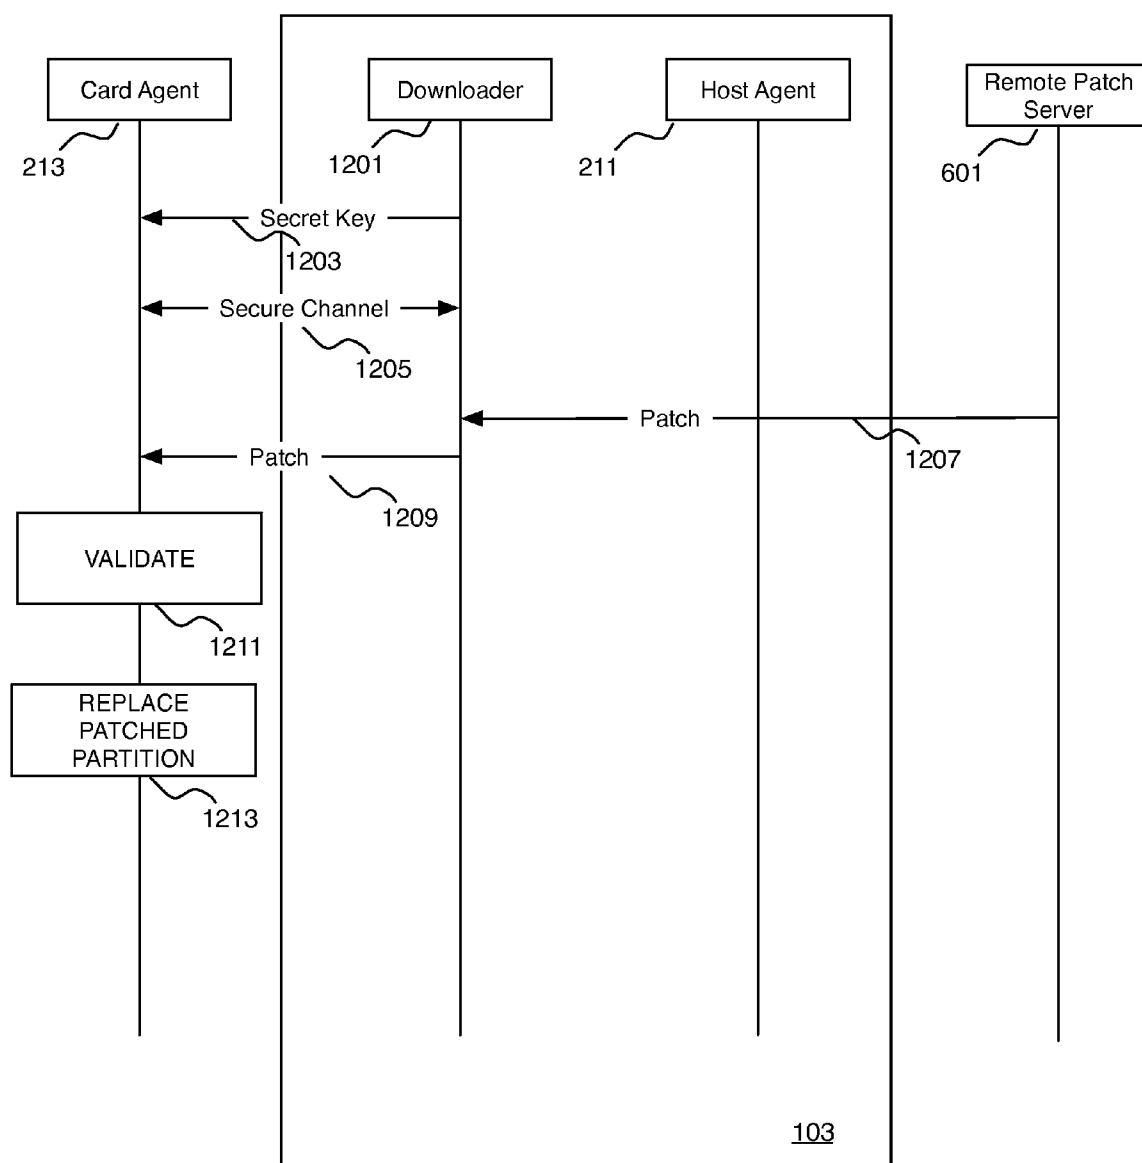 Card Agent
Downloader
Host Agent
Remote Patch
Server
213
1201
211
601
Secret Key
1203
Secure Channel
1205
Patch
1207
Patch
1209
VALIDATE
1211
REPLACE
PATCHED
PARTITION
1213
103